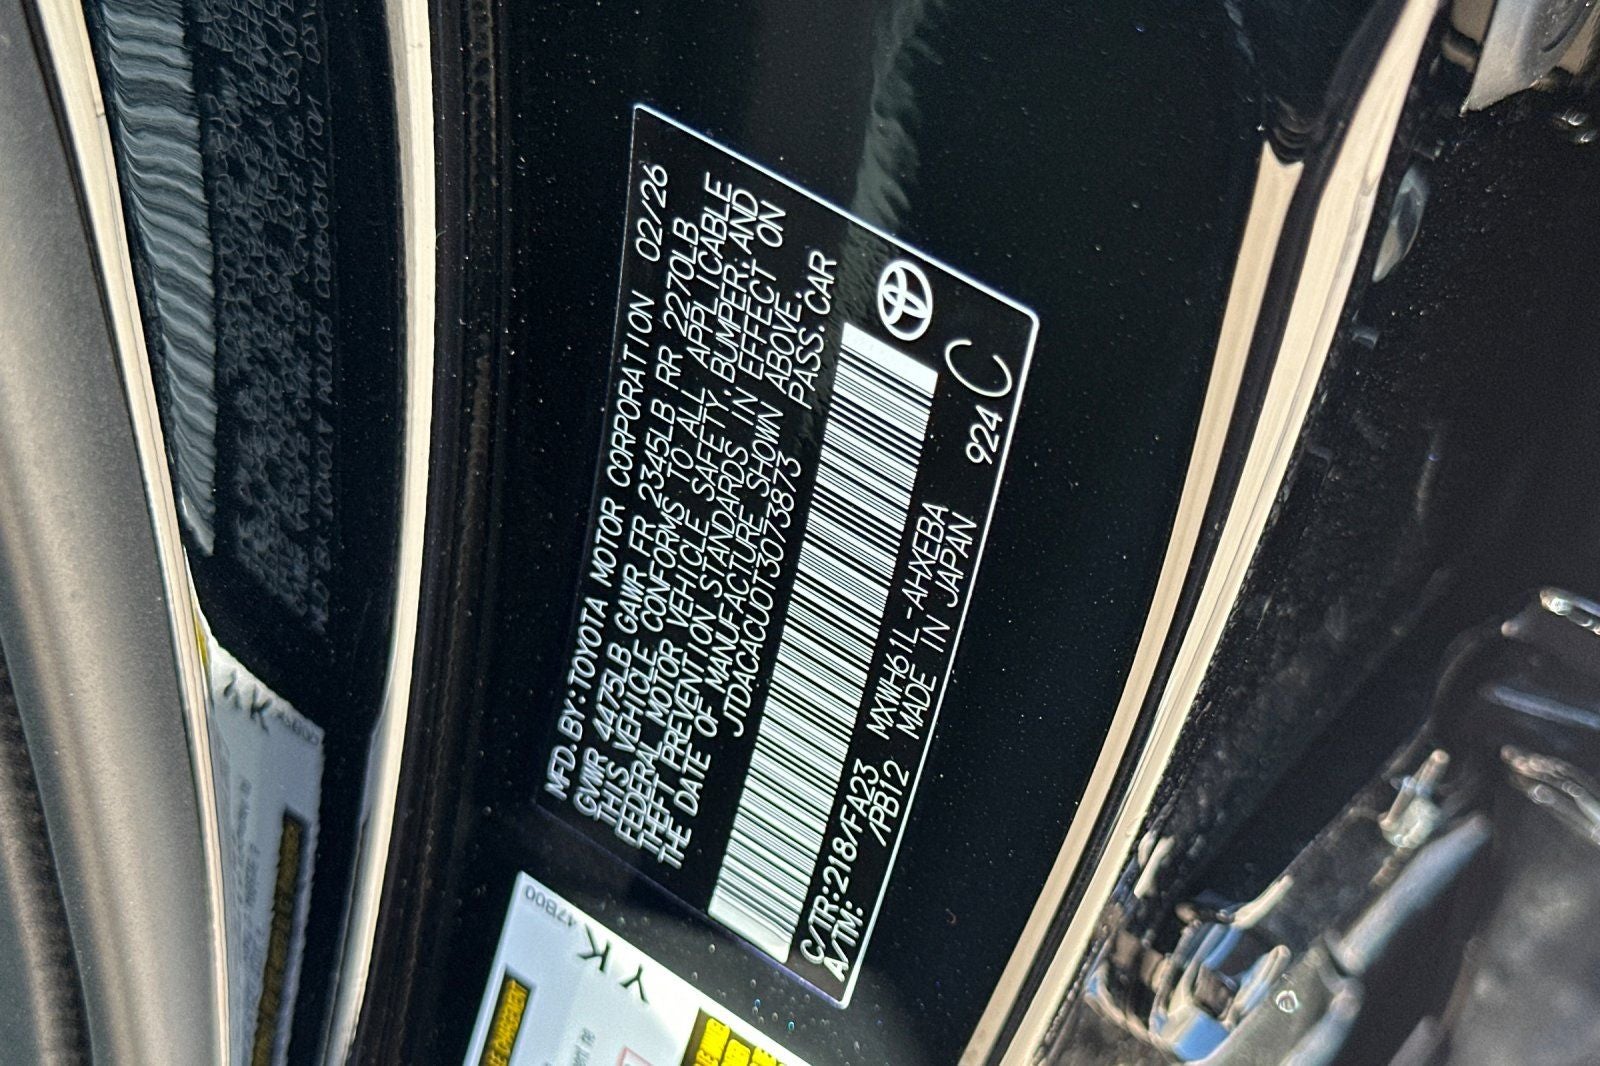 MFD. BY: TOYOTA MOTOR CORPORATION 02/26
GVWR 4475LB GAWR FR 2345LB RR 2270LB
THIS VEHICLE CONFORMS TO ALL APPLICABLE
FEDERAL MOTOR VEHICLE SAFETY, BUMPER, AND
THEFT PREVENTION STANDARDS IN EFFECT ON
THE DATE OF MANUFACTURE SHOWN ABOVE.
JTDACACU0T3073873 PASS. CAR
C/TR:218/FA23 MXWH61L-AHXEBA
A/TM: /PB12 MADE IN JAPAN
924 C
47B00
Y K